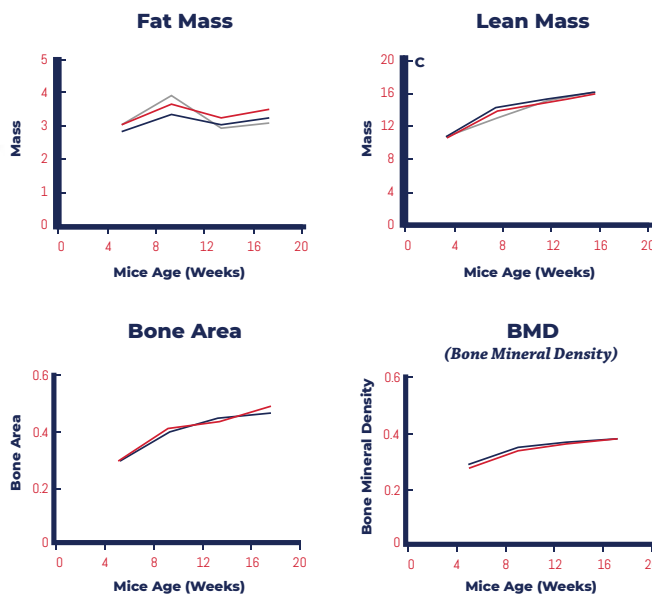 Fat Mass
5
4
3
2
1
0
Mass
0 4 8 12 16 20
Mice Age (Weeks)
Lean Mass
C
20
16
12
8
4
0
Mass
0 4 8 12 16 20
Mice Age (Weeks)
Bone Area
0.6
0.4
0.2
0
Bone Area
0 4 8 12 16 20
Mice Age (Weeks)
BMD
(Bone Mineral Density)
0.6
0.4
0.2
0
Bone Mineral Density
0 4 8 12 16 2
Mice Age (Weeks)